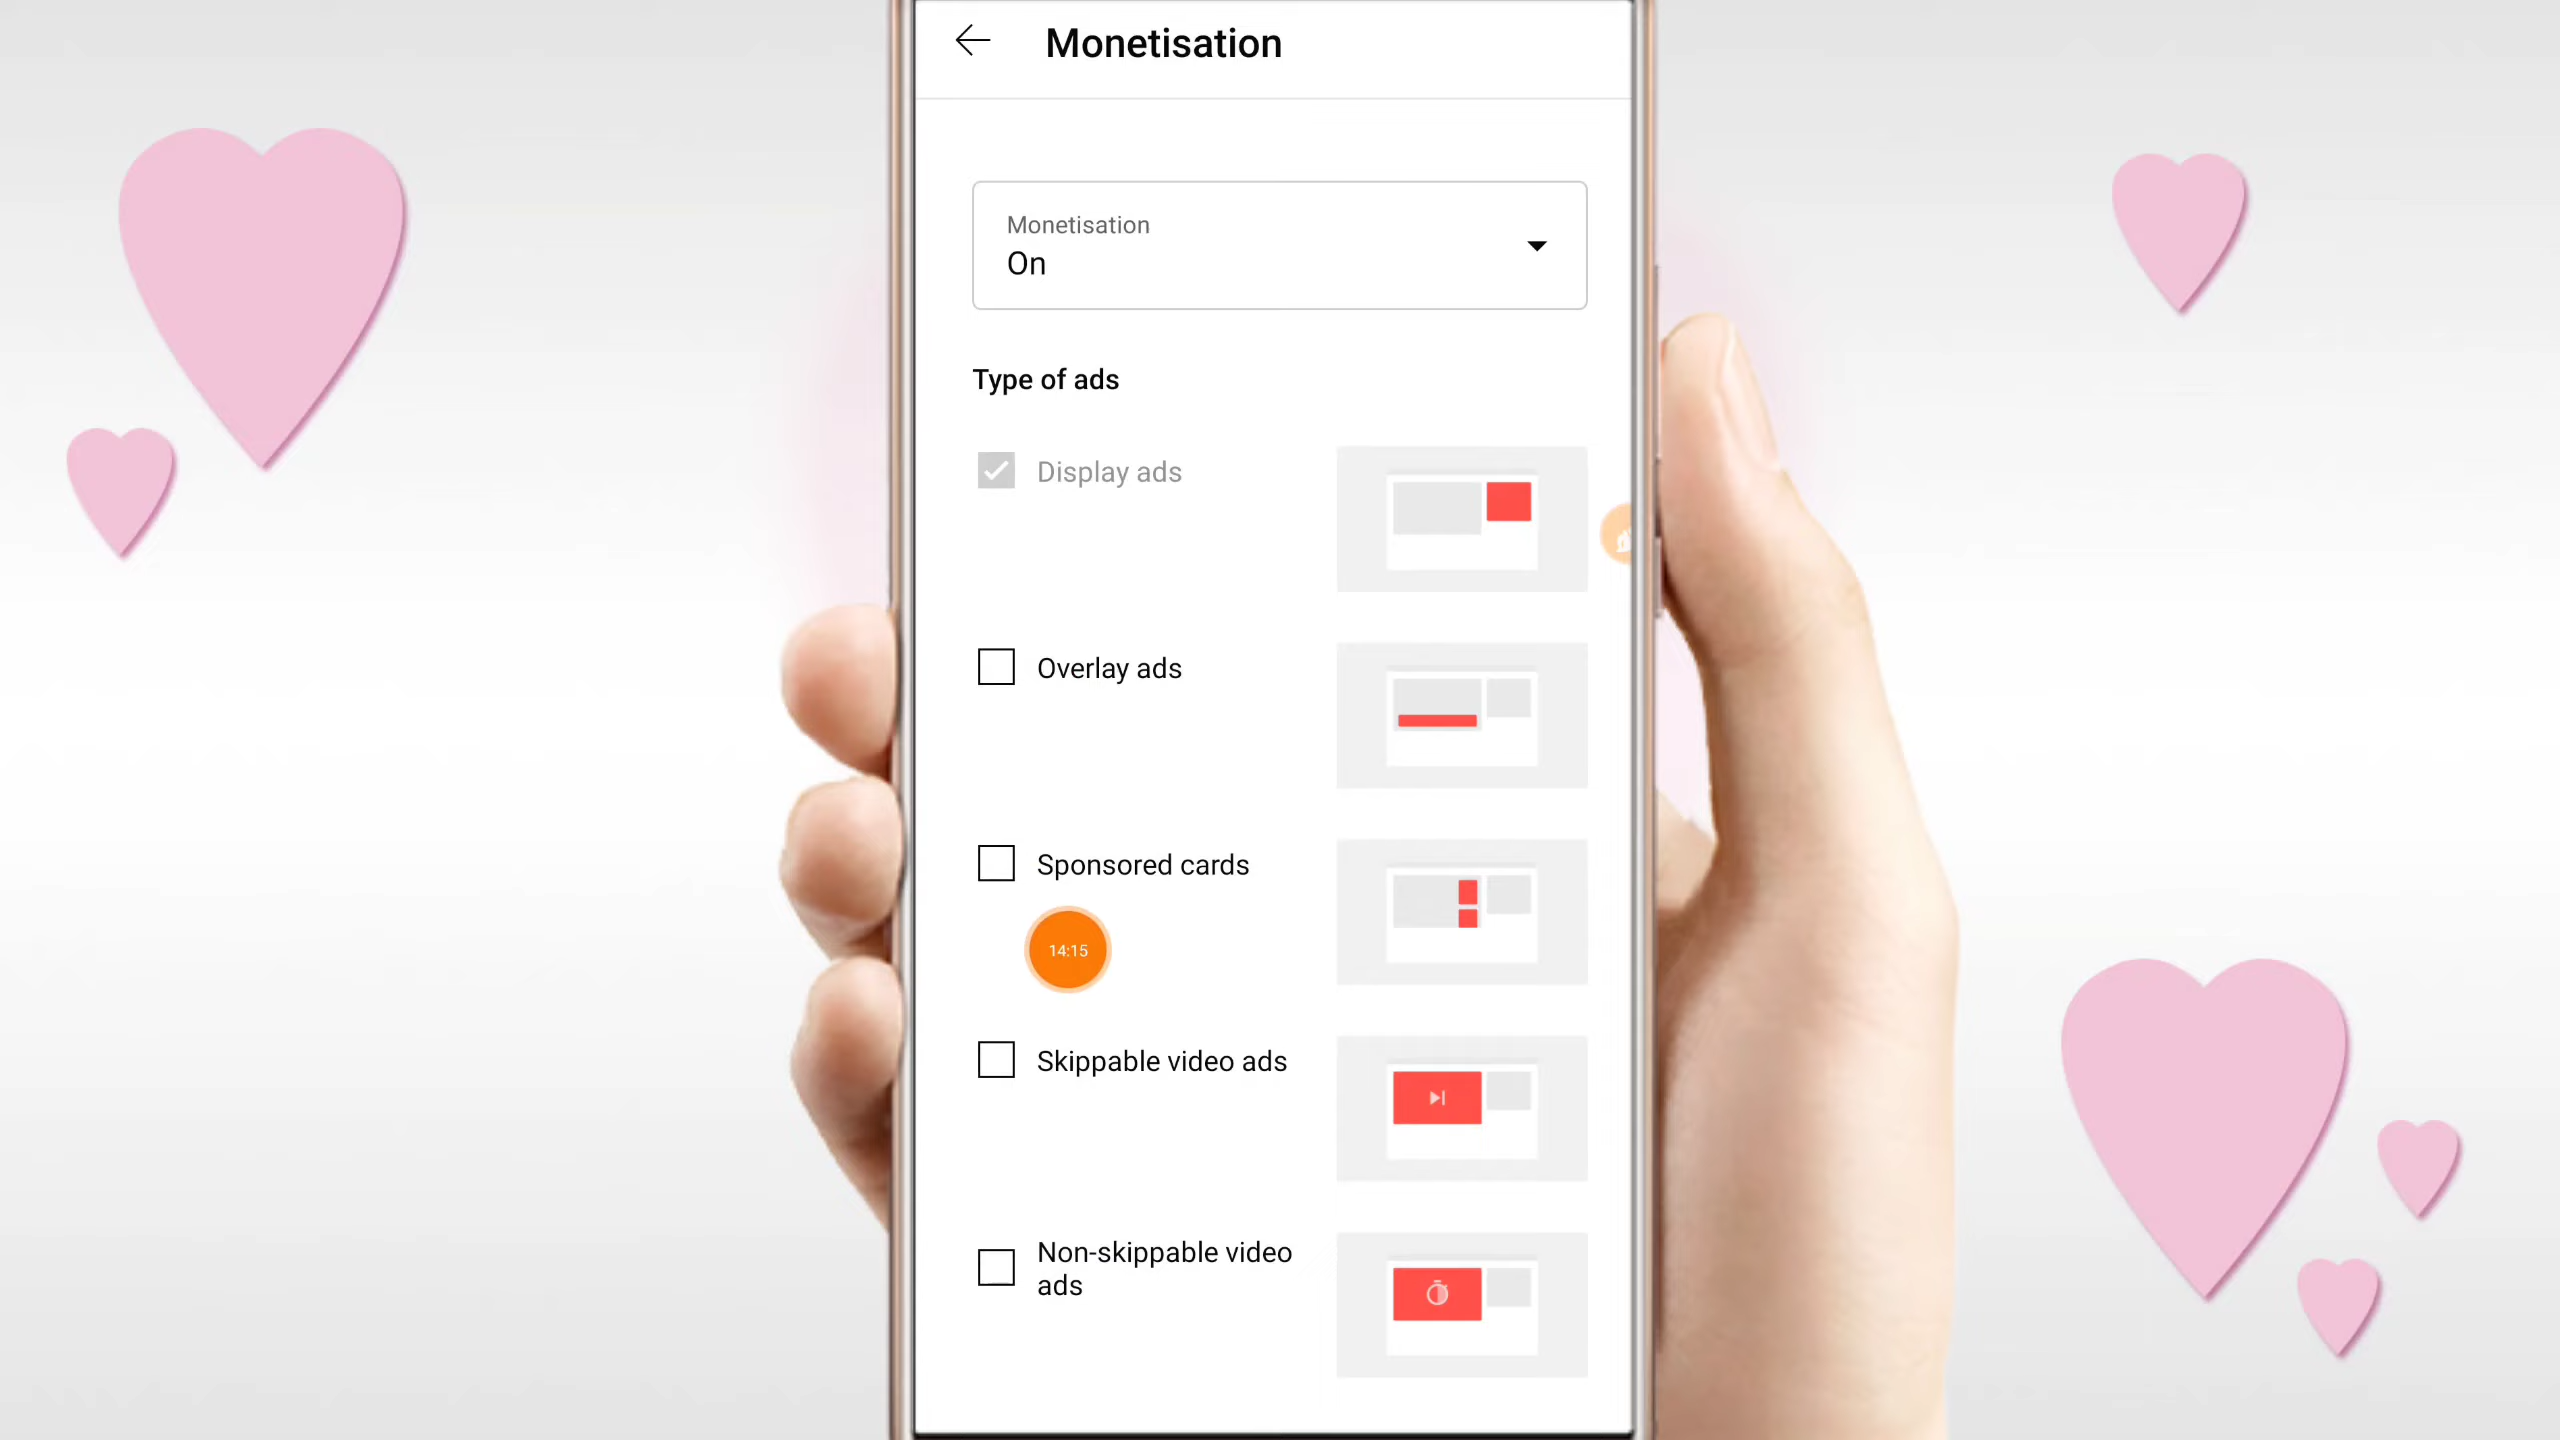 Monetisation
Monetisation
On
Type of ads
Display ads
Overlay ads
Sponsored cards
14:15
Skippable video ads
Non-skippable video
ads